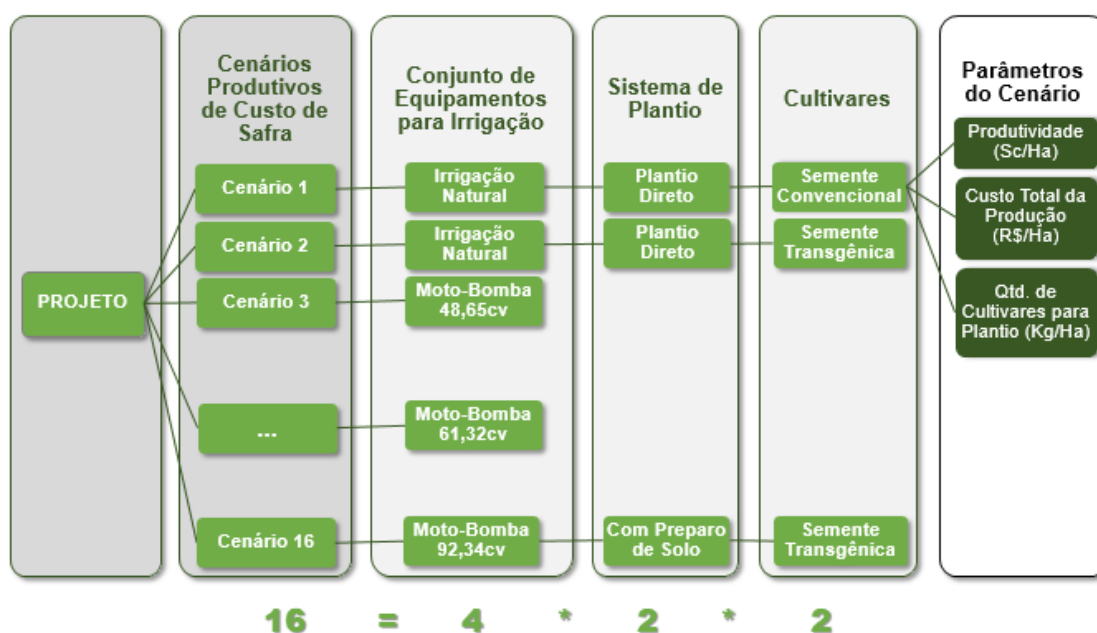 Cenários
Produtivos
de Custo de
Safra
Conjunto de
Equipamentos
para Irrigação
Sistema de
Plantio
Cultivares
Parâmetros
do Cenário
PROJETO
Cenário 1
Irrigação
Natural
Plantio
Direto
Semente
Convencional
Cenário 2
Irrigação
Natural
Plantio
Direto
Semente
Transgênica
Cenário 3
Moto-Bomba
48,65cv
...
Moto-Bomba
61,32cv
Cenário 16
Moto-Bomba
92,34cv
Com Preparo
de Solo
Semente
Transgênica
Produtividade
(Sc/Ha)
Custo Total da
Produção
(R$/Ha)
Qtd. de
Cultivares para
Plantio (Kg/Ha)
16 = 4 * 2 * 2